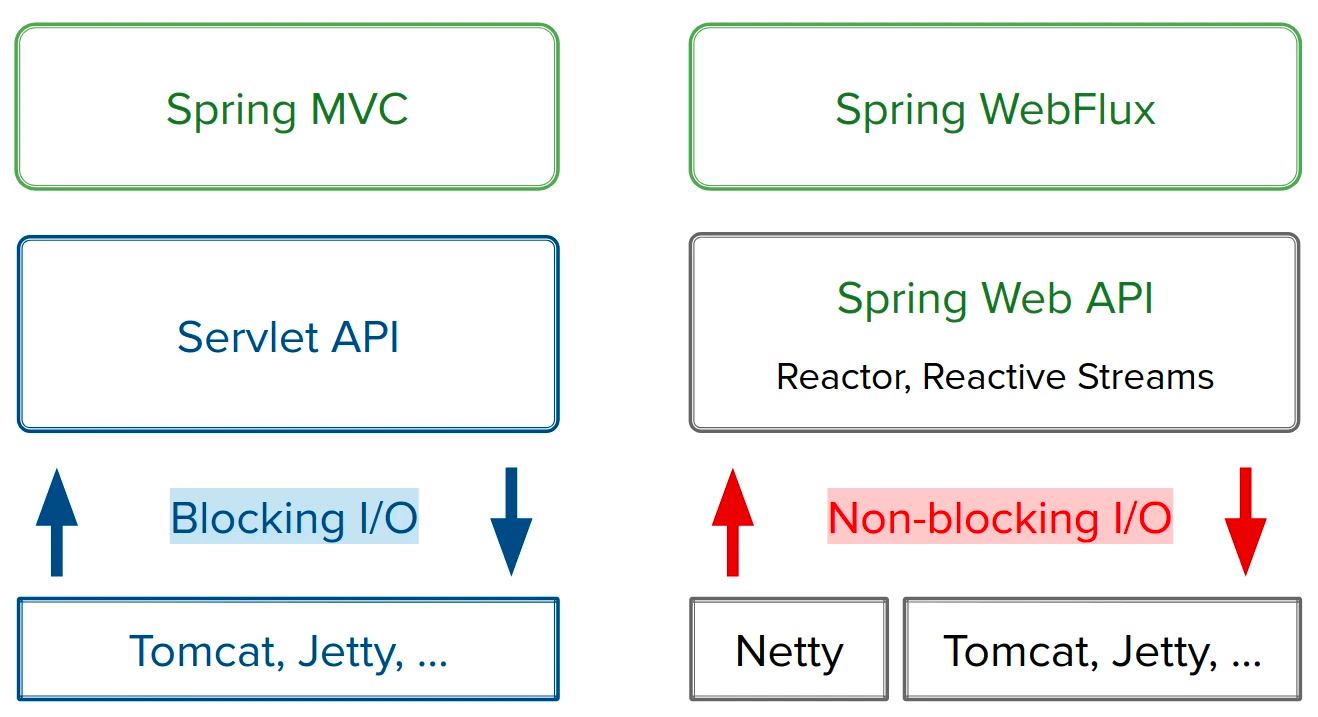 Spring MVC
Servlet API
Blocking I/O
Tomcat, Jetty, ...
Spring WebFlux
Spring Web API
Reactor, Reactive Streams
Non-blocking I/O
Netty
Tomcat, Jetty, ...